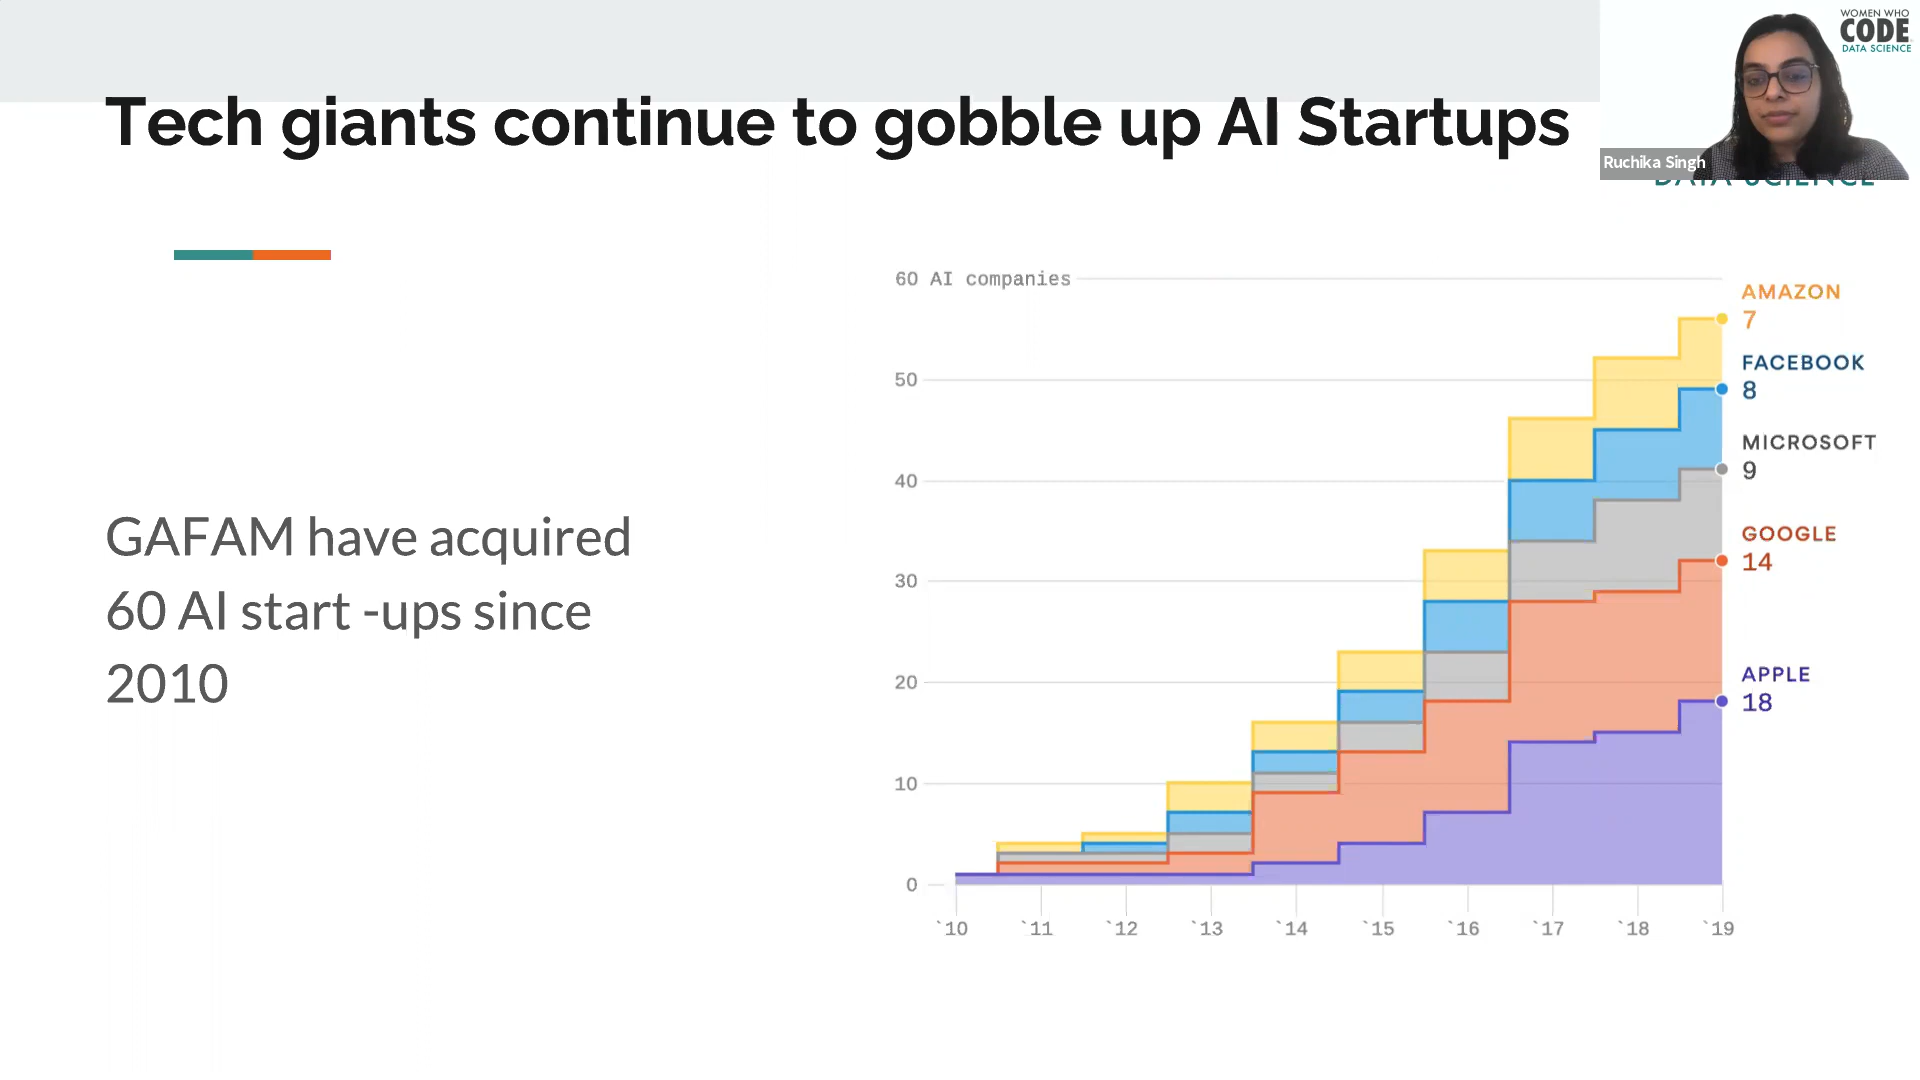 WOMEN WHO
CODE
DATA SCIENCE
Tech giants continue to gobble up AI Startups
Ruchika Singh
DATA SCIENCE
60 AI companies
AMAZON
7
FACEBOOK
50
8
MICROSOFT
40
9
GAFAM have acquired
60 AI start -ups since
2010
GOOGLE
14
30
APPLE
20
18
10
0
`10 `11 `12 `13 `14 `15 `16 `17 `18 `19